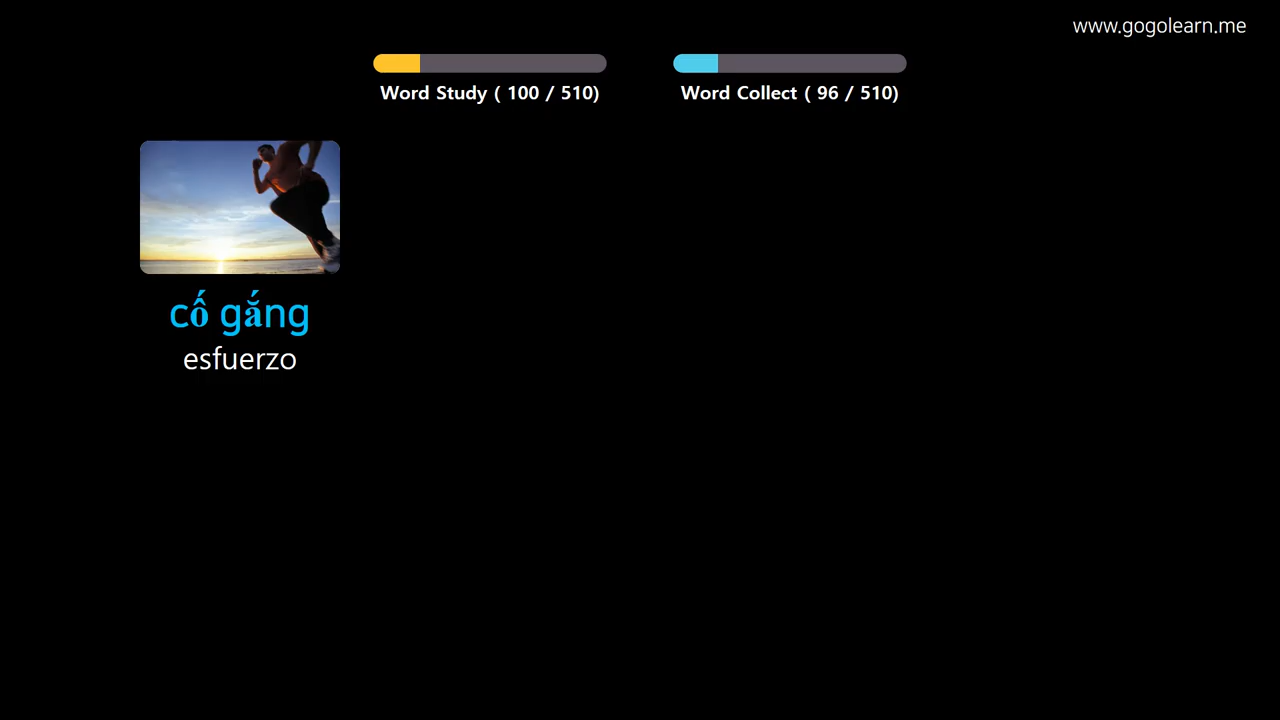 www.gogolearn.me
Word Study ( 100 / 510)
Word Collect ( 96 / 510)
cố gắng
esfuerzo